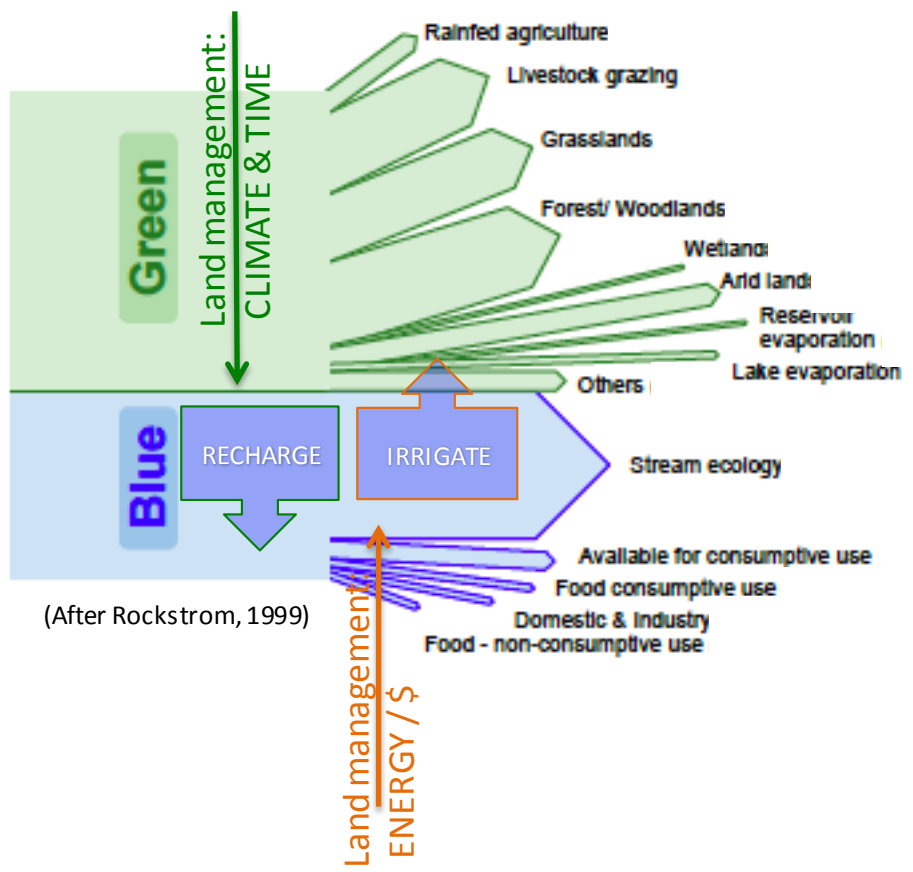 Rainfed agriculture
Livestock grazing
Grasslands
Forest/ Woodlands
Wetlands
Arid lands
Reservoir
evaporation
Lake evaporation
Others
Green
Land management:
CLIMATE & TIME
Blue
RECHARGE
IRRIGATE
Stream ecology
Available for consumptive use
Food consumptive use
Domestic & Industry
Food - non-consumptive use
(After Rockstrom, 1999)
Land management:
ENERGY / $